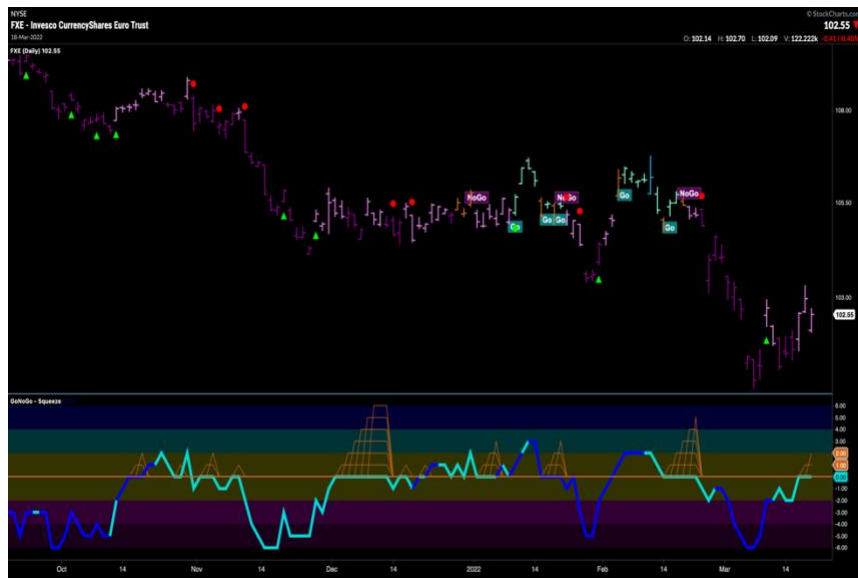 NYSE
© StockCharts.com
FXE - Invesco CurrencyShares Euro Trust
102.55
18-Mar-2022
O: 102.14 H: 102.70 L: 102.09 V: 122.222k
FXE (Daily) 102.55
108.00
NoGo
NoGo
NoGo
Go
105.50
Go
Go
Go
Go
103.00
102.55
GoNoGo - Squeeze
6.00
5.00
4.00
3.00
2.00
1.00
0.00
-1.00
-2.00
-3.00
-4.00
-5.00
-6.00
Oct
14
Nov
14
Dec
14
2022
14
Feb
14
Mar
14